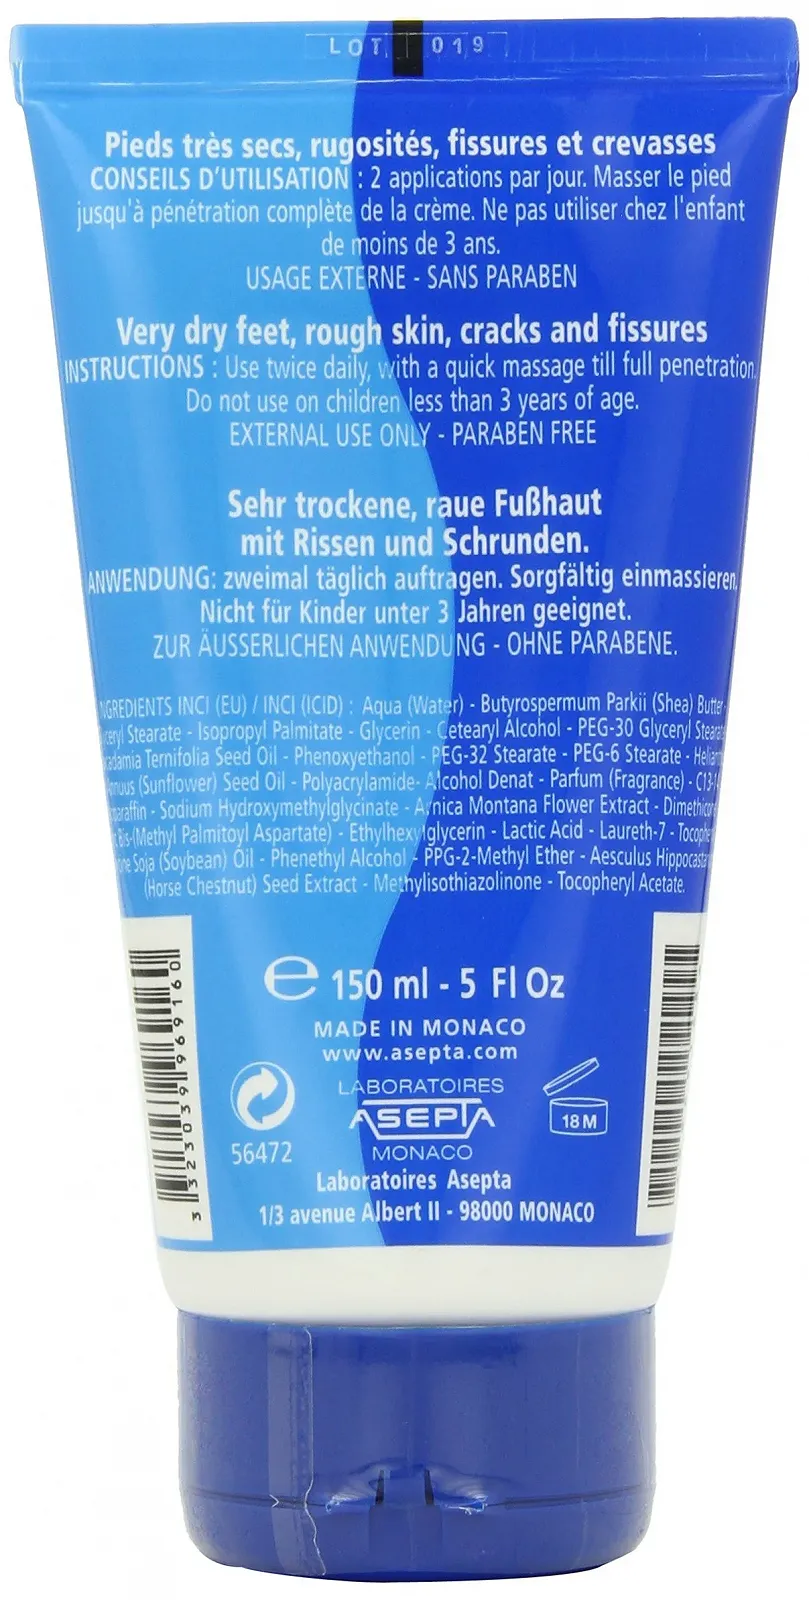 LOT 019
Pieds très secs, rugosités, fissures et crevasses
CONSEILS D'UTILISATION : 2 applications par jour. Masser le pied
jusqu'à pénétration complète de la crème. Ne pas utiliser chez l'enfant
de moins de 3 ans.
USAGE EXTERNE - SANS PARABEN
Very dry feet, rough skin, cracks and fissures
INSTRUCTIONS : Use twice daily, with a quick massage till full penetration.
Do not use on children less than 3 years of age.
EXTERNAL USE ONLY - PARABEN FREE
Sehr trockene, raue Fußhaut
mit Rissen und Schrunden.
ANWENDUNG: zweimal täglich auftragen. Sorgfältig einmassieren.
Nicht für Kinder unter 3 Jahren geeignet.
ZUR ÄUSSERLICHEN ANWENDUNG - OHNE PARABENE.
INGREDIENTS INCI (EU) / INCI (ICID) : Aqua (Water) - Butyrospermum Parkii (Shea) Butter -
Stearate - Isopropyl Palmitate - Glycerin - Cetearyl Alcohol - PEG-30 Glyceryl Stearate
Ternifolia Seed Oil - Phenoxyethanol - PEG-32 Stearate - PEG-6 Stearate -
(Sunflower) Seed Oil - Polyacrylamide- Alcohol Denat - Parfum (Fragrance) -
- Sodium Hydroxymethylglycinate - Arnica Montana Flower Extract -
Bis-(Methyl Palmitoyl Aspartate) - Ethylhexylglycerin - Lactic Acid - Laureth-7 -
Soja (Soybean) Oil - Phenethyl Alcohol - PPG-2-Methyl Ether - Aesculus
(Horse Chestnut) Seed Extract - Methylisothiazolinone - Tocopheryl Acetate.
3 323039 969160
e 150 ml - 5 Fl Oz
MADE IN MONACO
www.asepta.com
LABORATOIRES
ASEPTA
MONACO
56472
18 M
Laboratoires Asepta
1/3 avenue Albert II - 98000 MONACO